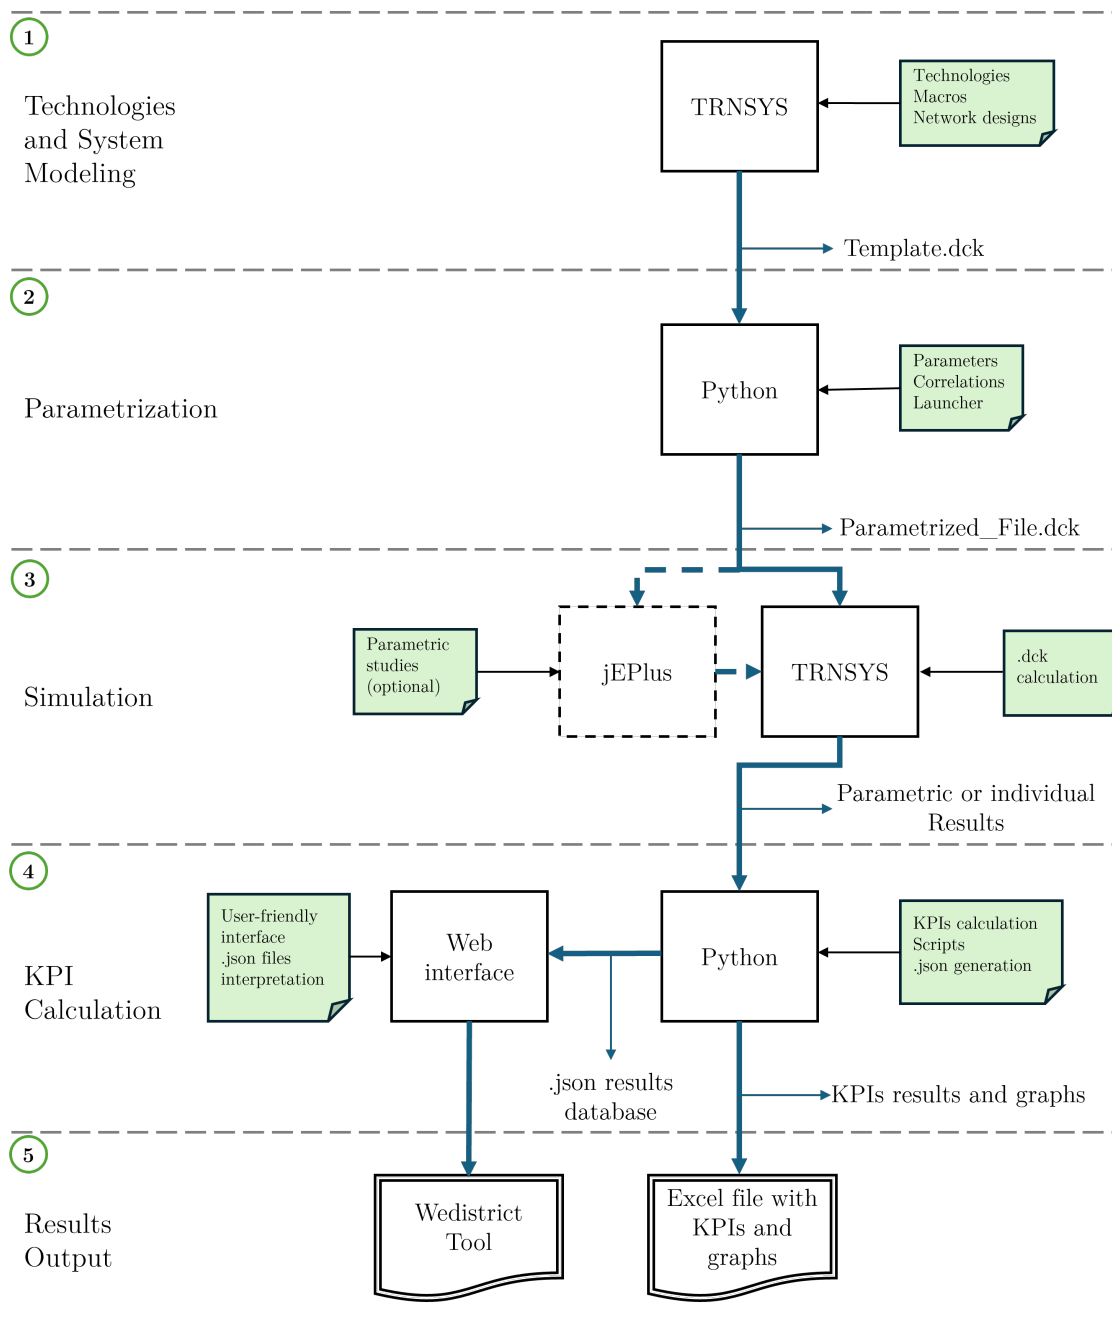 1
Technologies
and System
Modeling
TRNSYS
Technologies
Macros
Network designs
Template.dck
2
Parametrization
Python
Parameters
Correlations
Launcher
Parametrized_File.dck
3
Simulation
Parametric
studies
(optional)
jEPlus
TRNSYS
.dck
calculation
Parametric or individual
Results
4
KPI
Calculation
User-friendly
interface
.json files
interpretation
Web
interface
Python
KPIs calculation
Scripts
.json generation
.json results
database
KPIs results and graphs
5
Results
Output
Wedistrict
Tool
Excel file with
KPIs and
graphs